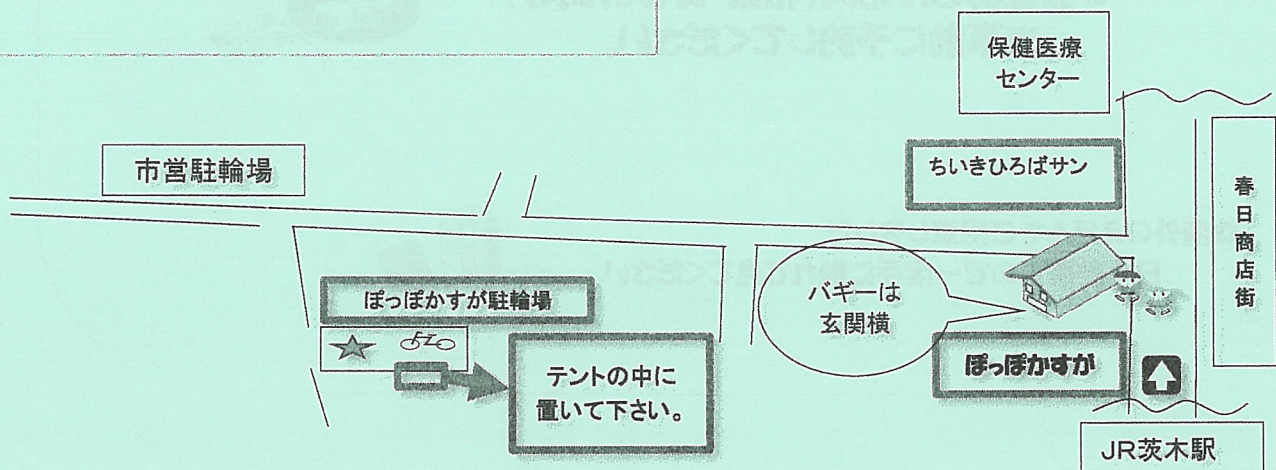 保健医療
センター
市営駐輪場
ちいきひろばサン
春日商店街
ぽっぽかすが駐輪場
バギーは
玄関横
テントの中に
置いて下さい。
ぽっぽかすが
JR茨木駅